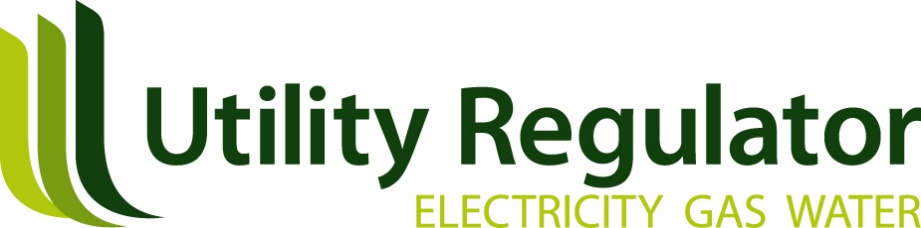 Utility Regulator
ELECTRICITY GAS WATER